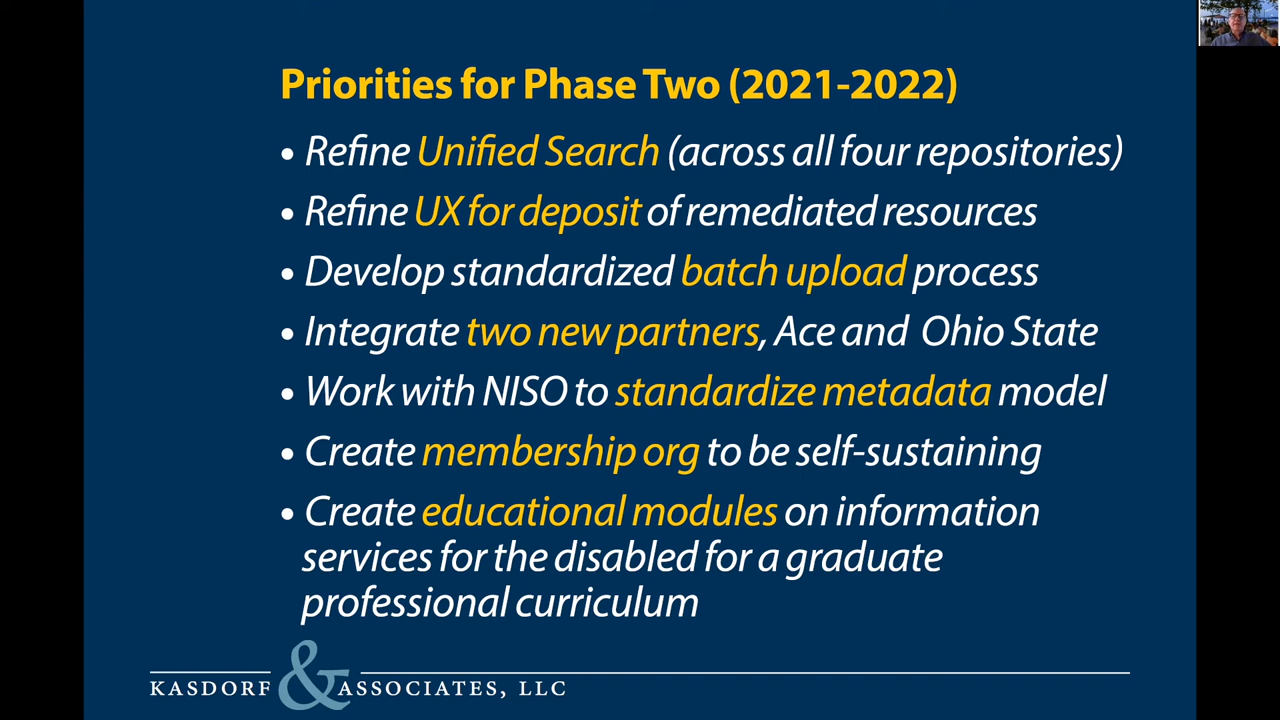 Priorities for Phase Two (2021-2022)
• Refine Unified Search (across all four repositories)
• Refine UX for deposit of remediated resources
• Develop standardized batch upload process
• Integrate two new partners, Ace and Ohio State
• Work with NISO to standardize metadata model
• Create membership org to be self-sustaining
• Create educational modules on information
services for the disabled for a graduate
professional curriculum
KASDORF & ASSOCIATES, LLC